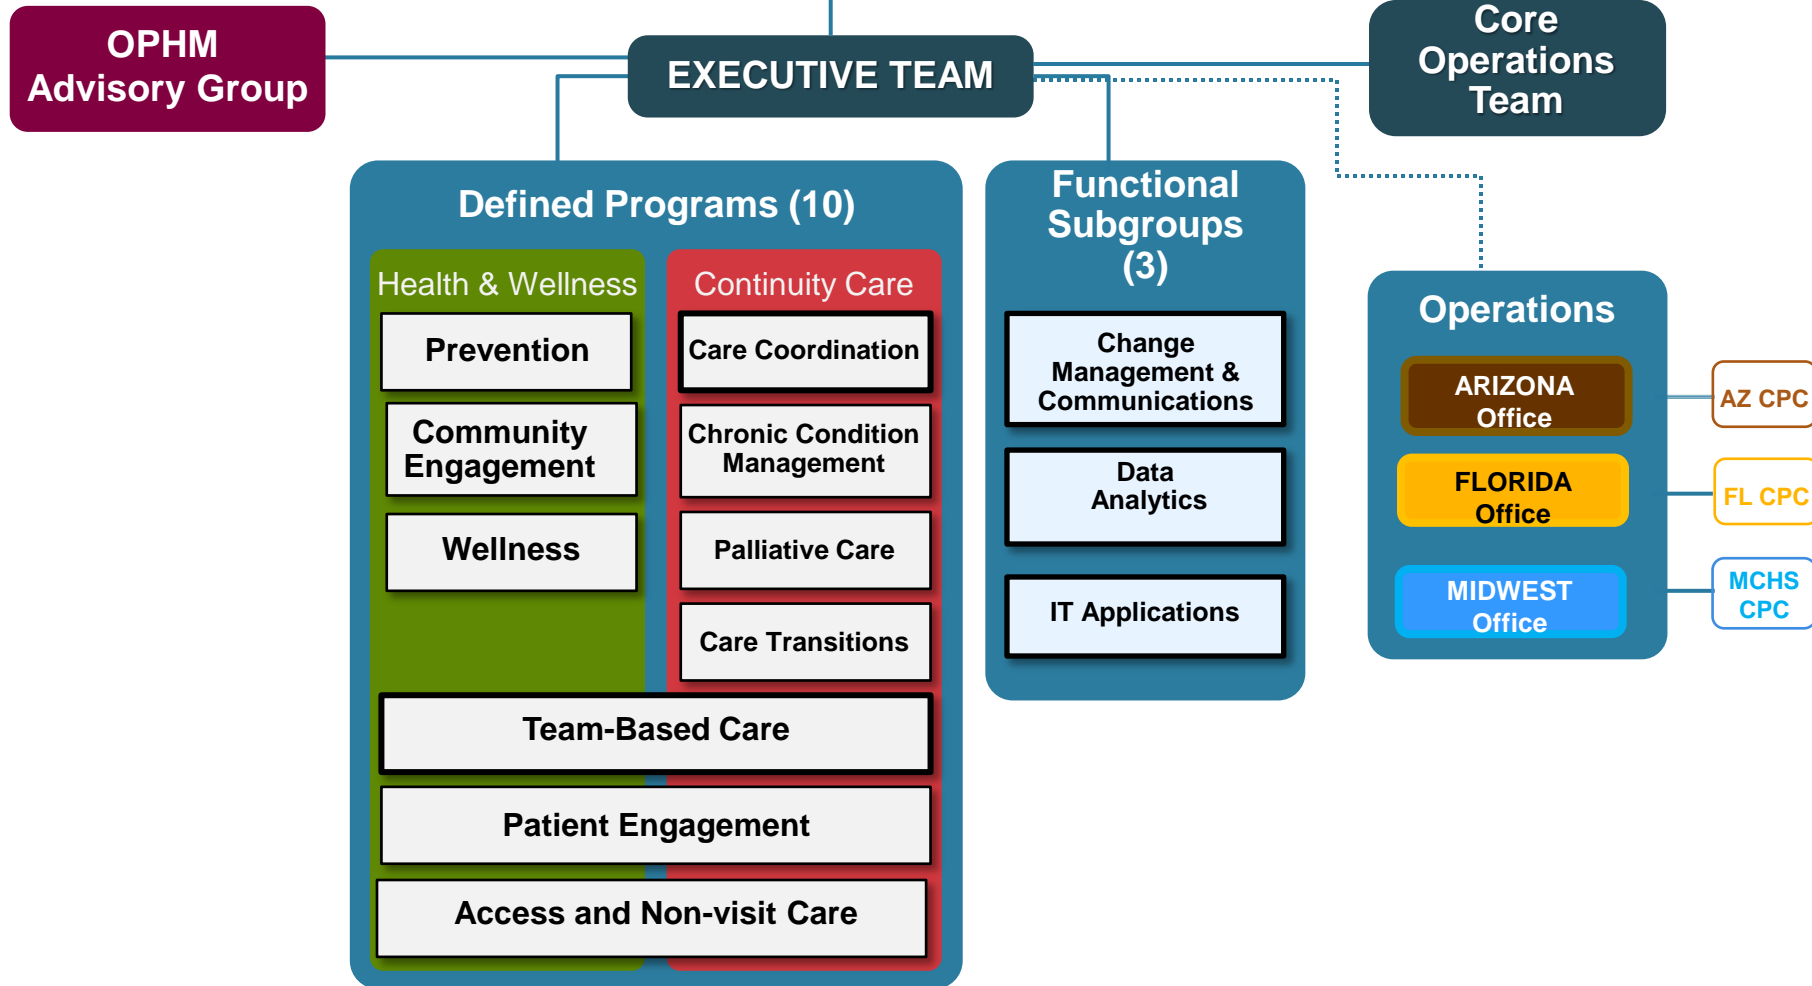 OPHM
Advisory Group
EXECUTIVE TEAM
Core
Operations
Team
Defined Programs (10)
Health & Wellness
Prevention
Community
Engagement
Wellness
Continuity Care
Care Coordination
Chronic Condition
Management
Palliative Care
Care Transitions
Team-Based Care
Patient Engagement
Access and Non-visit Care
Functional
Subgroups
(3)
Change
Management &
Communications
Data
Analytics
IT Applications
Operations
ARIZONA
Office
AZ CPC
FLORIDA
Office
FL CPC
MIDWEST
Office
MCHS
CPC